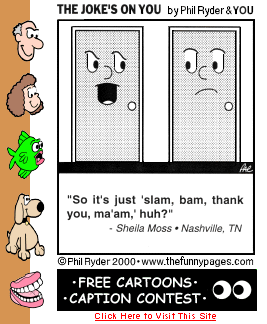 THE JOKE'S ON YOU by Phil Ryder & YOU
"So it's just 'slam, bam, thank
you, ma'am,' huh?"
- Sheila Moss • Nashville, TN
©Phil Ryder 2000 • www.thefunnypages.com
• FREE CARTOONS •
• CAPTION CONTEST •
Click Here to Visit This Site